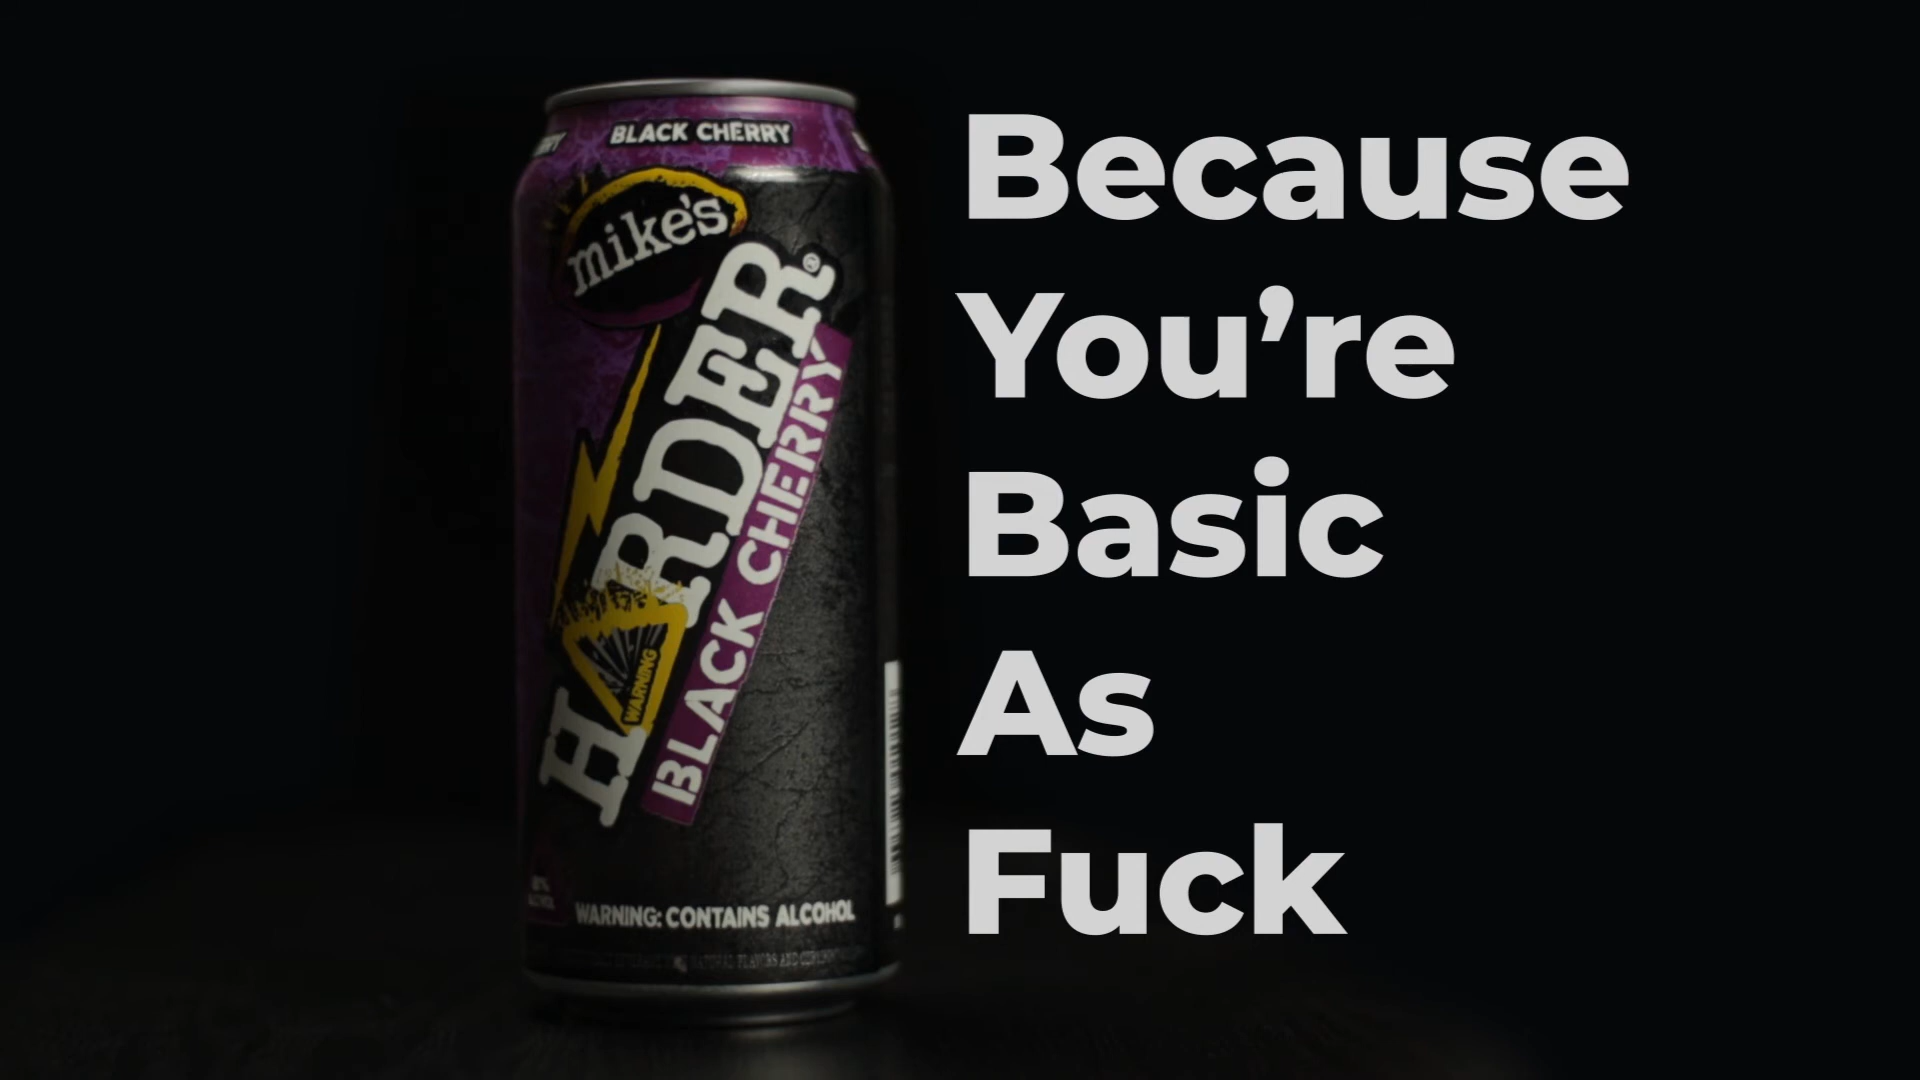 BLACK CHERRY
mike's
HARDER®
BLACK CHERRY
WARNING
WARNING: CONTAINS ALCOHOL
Because
You’re
Basic
As
Fuck